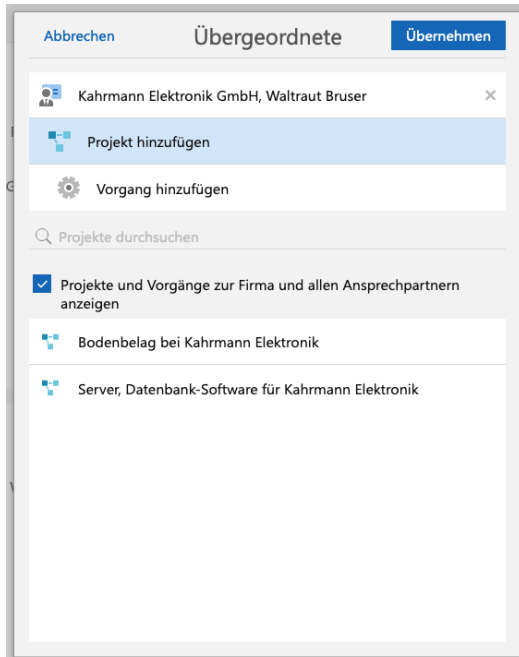 Abbrechen Übergeordnete Übernehmen
Kahrmann Elektronik GmbH, Waltraut Bruser
Projekt hinzufügen
Vorgang hinzufügen
Projekte durchsuchen
Projekte und Vorgänge zur Firma und allen Ansprechpartnern
anzeigen
Bodenbelag bei Kahrmann Elektronik
Server, Datenbank-Software für Kahrmann Elektronik